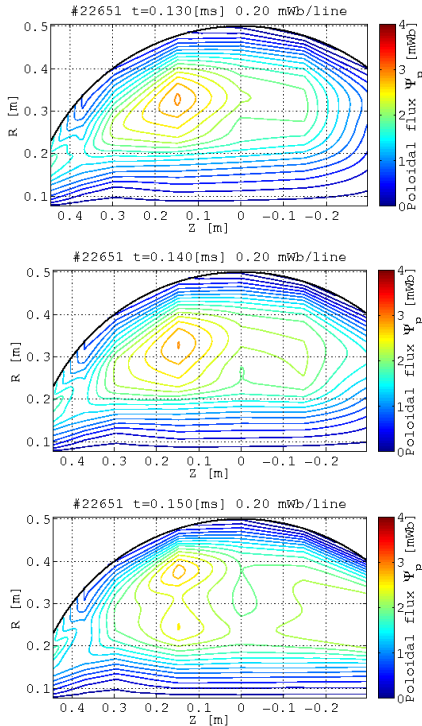 #22651 t=0.130[ms] 0.20 mWb/line
0.5
0.4
0.3
0.2
0.1
R [m]
0.4 0.3 0.2 0.1 0 −0.1 −0.2
Z [m]
4
3
2
1
0
Poloidal flux Ψp [mWb]
#22651 t=0.140[ms] 0.20 mWb/line
0.5
0.4
0.3
0.2
0.1
R [m]
0.4 0.3 0.2 0.1 0 −0.1 −0.2
Z [m]
4
3
2
1
0
Poloidal flux Ψp [mWb]
#22651 t=0.150[ms] 0.20 mWb/line
0.5
0.4
0.3
0.2
0.1
R [m]
0.4 0.3 0.2 0.1 0 −0.1 −0.2
Z [m]
4
3
2
1
0
Poloidal flux Ψp [mWb]